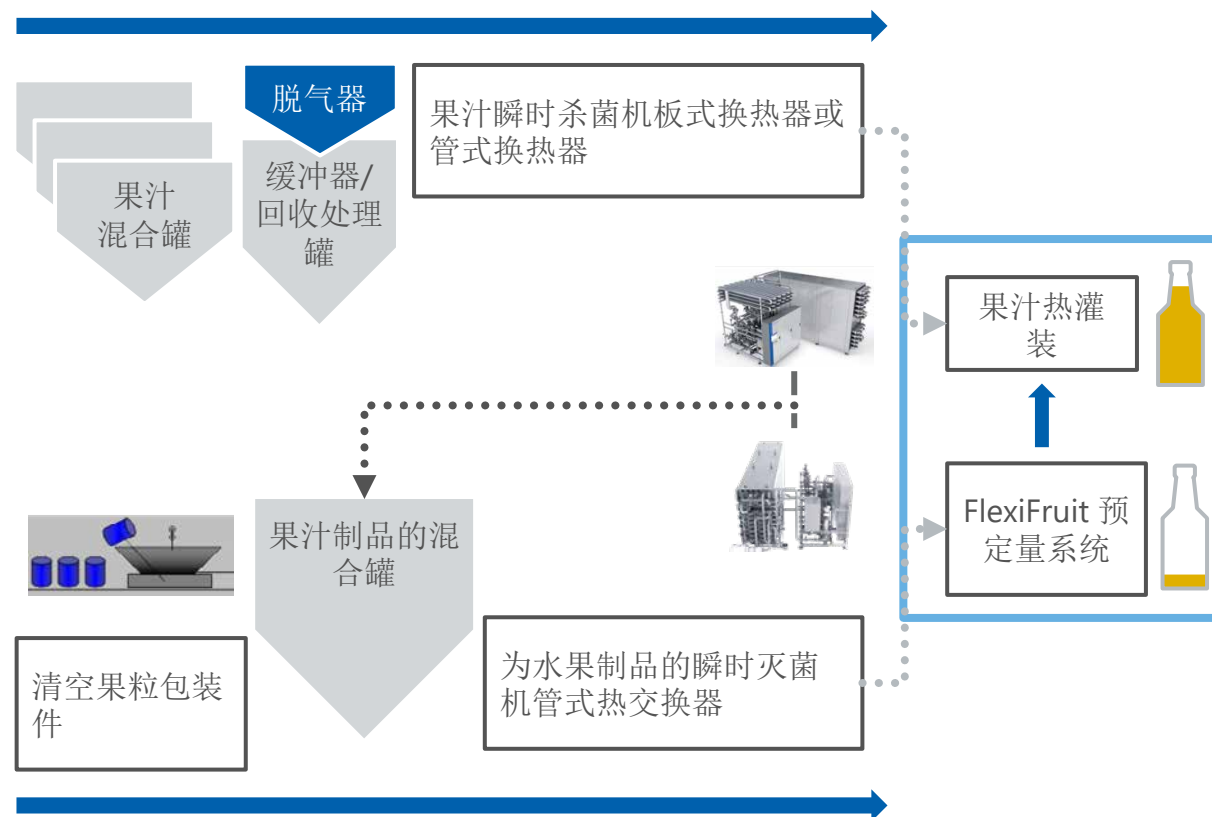 脱气器
果汁瞬时杀菌机板式换热器或
管式换热器
果汁
混合罐
缓冲器/
回收处理
罐
果汁热灌
装
FlexiFruit 预
定量系统
果汁制品的混
合罐
清空果粒包装
件
为水果制品的瞬时灭菌
机管式热交换器